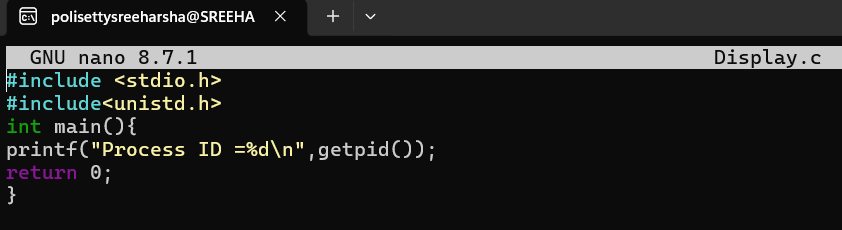 polisettysreeharsha@SREEHA
GNU nano 8.7.1 Display.c
#include <stdio.h>
#include<unistd.h>
int main(){
printf("Process ID =%d\n",getpid());
return 0;
}